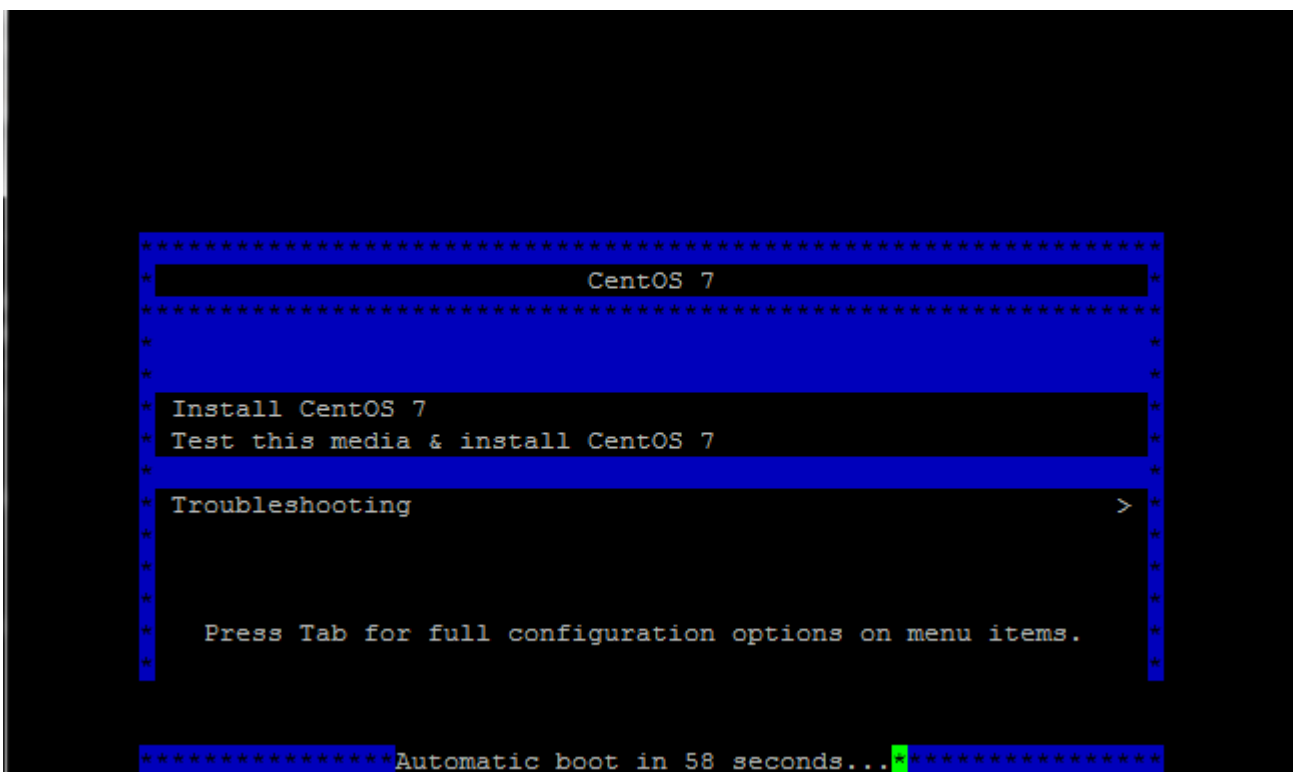 CentOS 7
Install CentOS 7
Test this media & install CentOS 7
Troubleshooting >
Press Tab for full configuration options on menu items.
Automatic boot in 58 seconds...